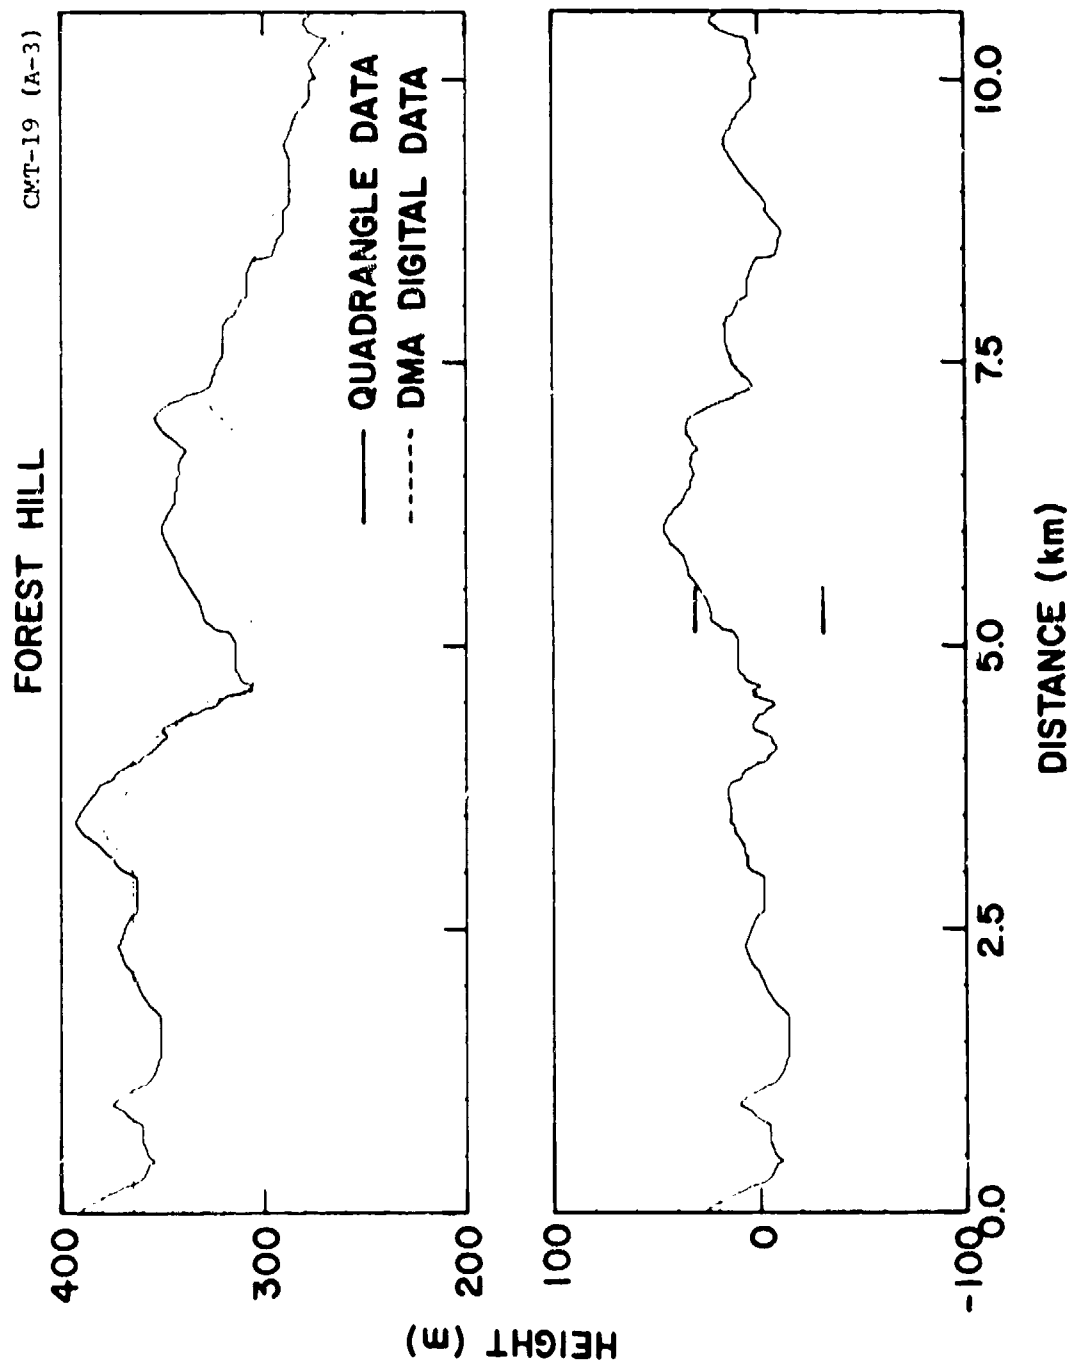 CMT-19 (A-3)
FOREST HILL
400
300
200
QUADRANGLE DATA
DMA DIGITAL DATA
HEIGHT (m)
100
0
-100
0.0
2.5
5.0
7.5
10.0
DISTANCE (km)